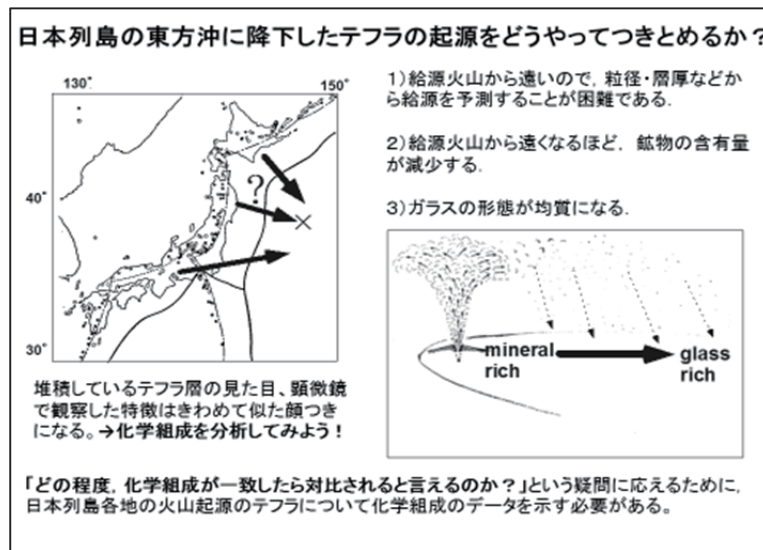 日本列島の東方沖に降下したテフラの起源をどうやってつきとめるか?
130°
150°
40°
30°
?
1)給源火山から遠いので,粒径・層厚などか
ら給源を予測することが困難である.
2)給源火山から遠くなるほど, 鉱物の含有量
が減少する.
3)ガラスの形態が均質になる.
mineral
rich
glass
rich
堆積しているテフラ層の見た目、顕微鏡
で観察した特徴はきわめて似た顔つき
になる。→化学組成を分析してみよう!
「どの程度,化学組成が一致したら対比されると言えるのか?」という疑問に応えるために,
日本列島各地の火山起源のテフラについて化学組成のデータを示す必要がある。